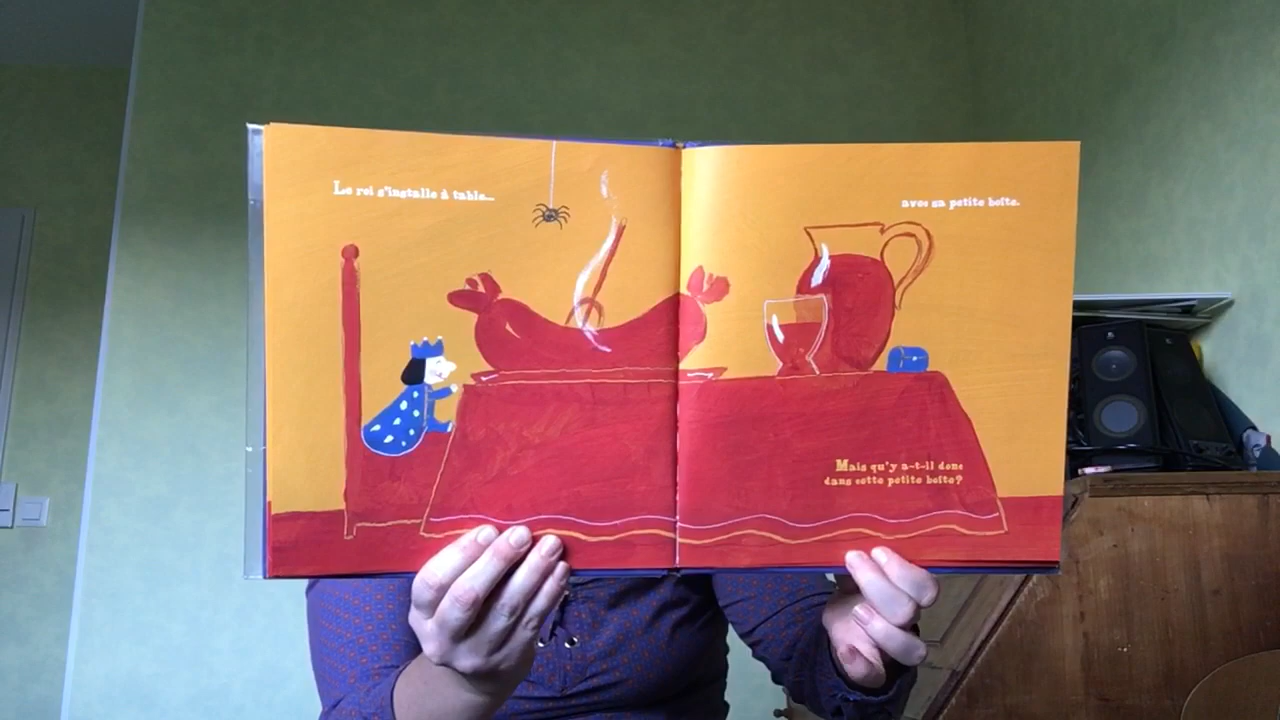 Le roi s'installe à table...
avec sa petite boîte.
Mais qu'y a-t-il donc
dans cette petite boîte?